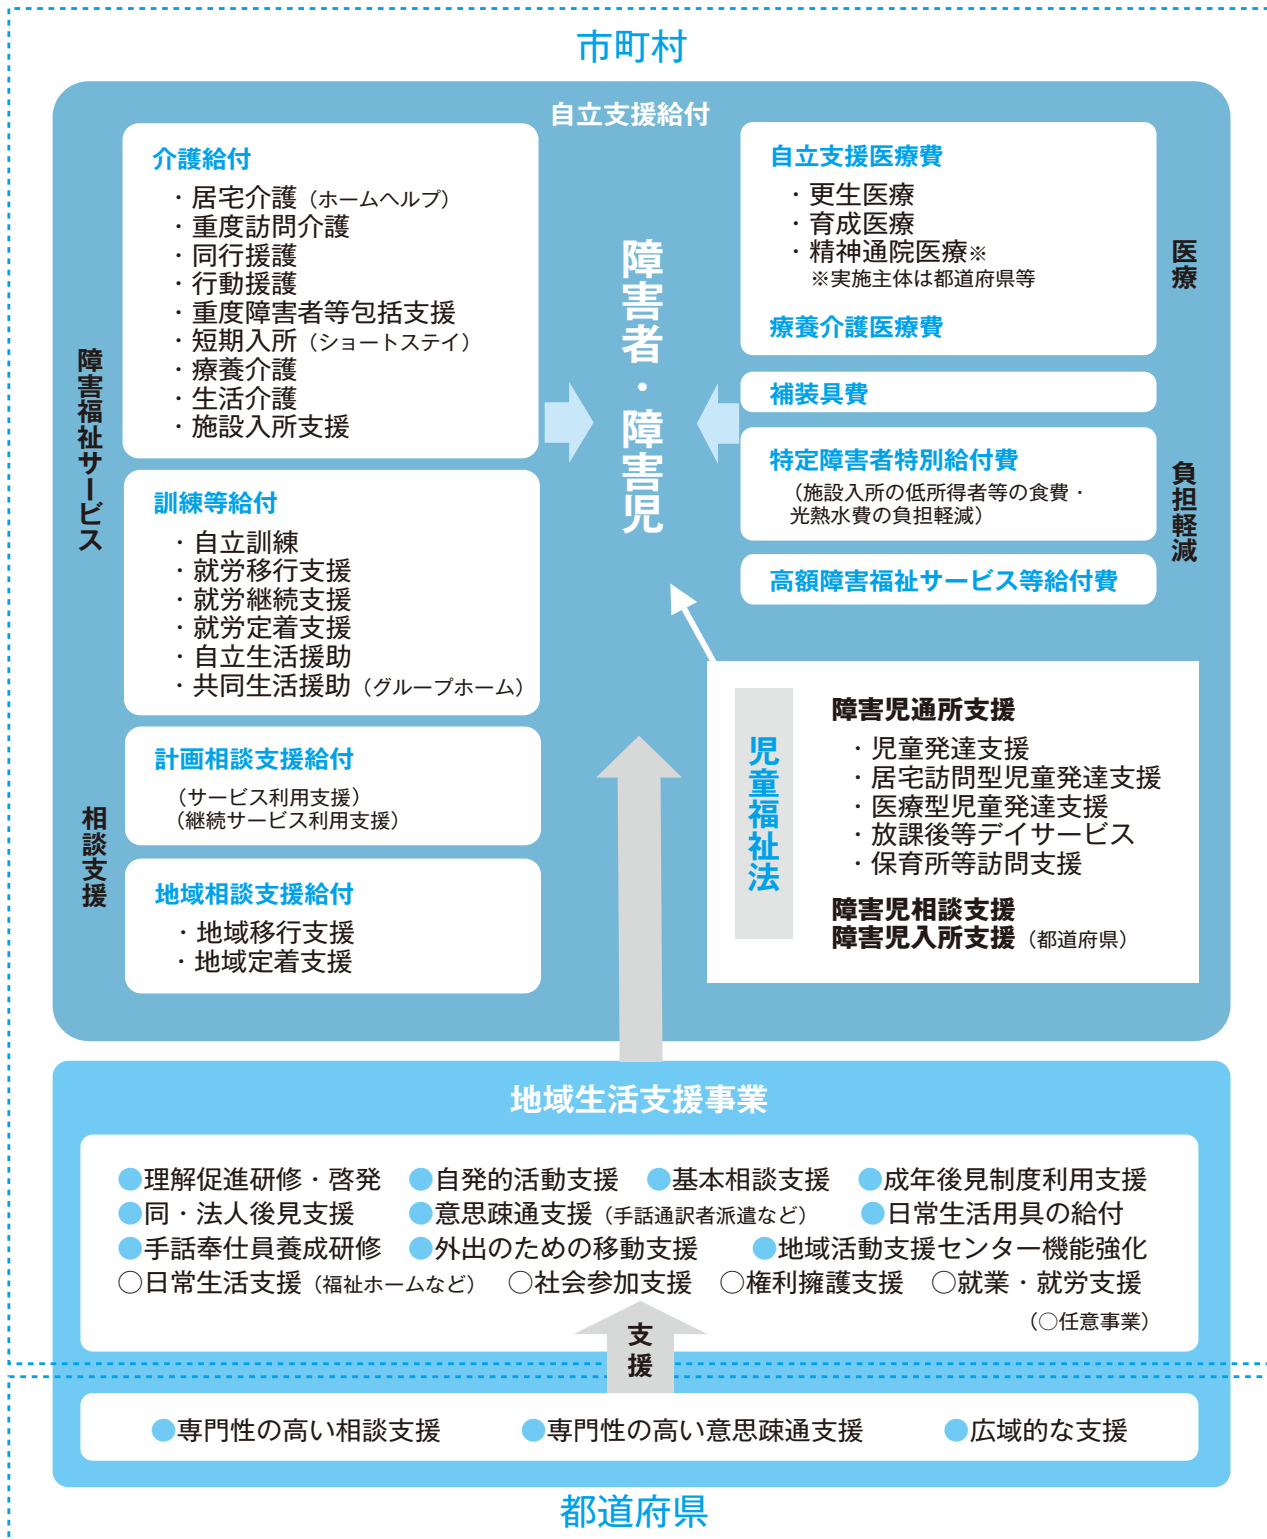 市町村
自立支援給付
障害福祉サービス
介護給付
・居宅介護（ホームヘルプ）
・重度訪問介護
・同行援護
・行動援護
・重度障害者等包括支援
・短期入所（ショートステイ）
・療養介護
・生活介護
・施設入所支援
訓練等給付
・自立訓練
・就労移行支援
・就労継続支援
・就労定着支援
・自立生活援助
・共同生活援助（グループホーム）
相談支援
計画相談支援給付
（サービス利用支援）
（継続サービス利用支援）
地域相談支援給付
・地域移行支援
・地域定着支援
障害者・障害児
自立支援医療費
・更生医療
・育成医療
・精神通院医療※
※実施主体は都道府県等
療養介護医療費
医療
補装具費
特定障害者特別給付費
（施設入所の低所得者等の食費・
光熱水費の負担軽減）
高額障害福祉サービス等給付費
負担軽減
児童福祉法
障害児通所支援
・児童発達支援
・居宅訪問型児童発達支援
・医療型児童発達支援
・放課後等デイサービス
・保育所等訪問支援
障害児相談支援
障害児入所支援（都道府県）
地域生活支援事業
●理解促進研修・啓発 ●自発的活動支援 ●基本相談支援 ●成年後見制度利用支援
●同・法人後見支援 ●意思疎通支援（手話通訳者派遣など） ●日常生活用具の給付
●手話奉仕員養成研修 ●外出のための移動支援 ●地域活動支援センター機能強化
○日常生活支援（福祉ホームなど） ○社会参加支援 ○権利擁護支援 ○就業・就労支援
（○任意事業）
支援
●専門性の高い相談支援 ●専門性の高い意思疎通支援 ●広域的な支援
都道府県